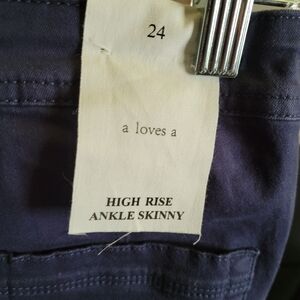 24
a loves a
HIGH RISE
ANKLE SKINNY